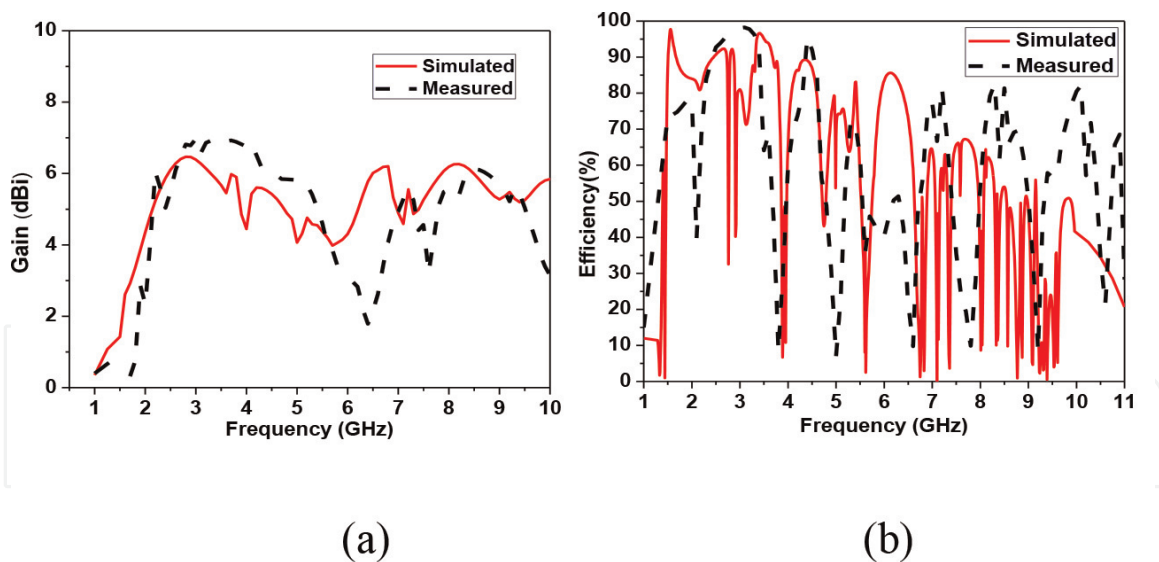 10
8
6
4
2
0
Gain (dBi)
Simulated
Measured
1 2 3 4 5 6 7 8 9 10
Frequency (GHz)
(a)
100
90
80
70
60
50
40
30
20
10
0
Efficiency(%)
Simulated
Measured
1 2 3 4 5 6 7 8 9 10 11
Frequency (GHz)
(b)